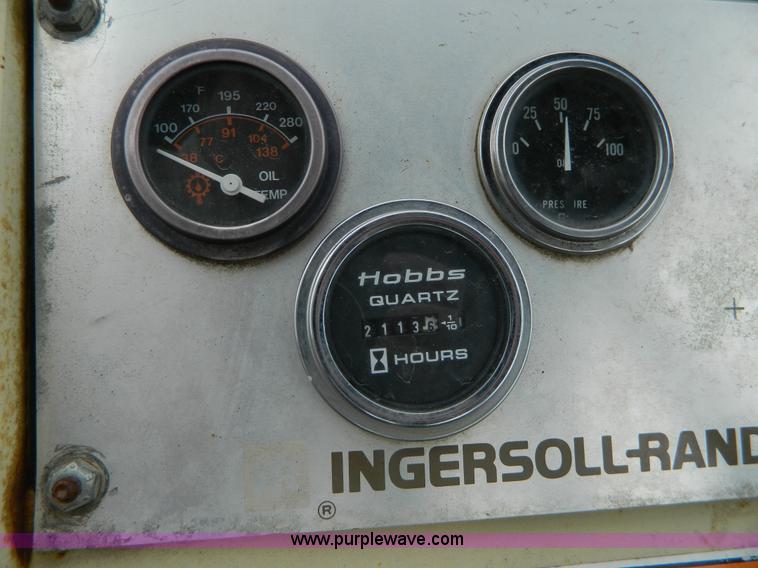 F
100 170 195 220 280
38 77 91 104 138
°C
OIL
TEMP
0 25 50 75 100
OIL
Hobbs
QUARTZ
2113 1/10
HOURS
INGERSOLL-RAND
®
www.purplewave.com